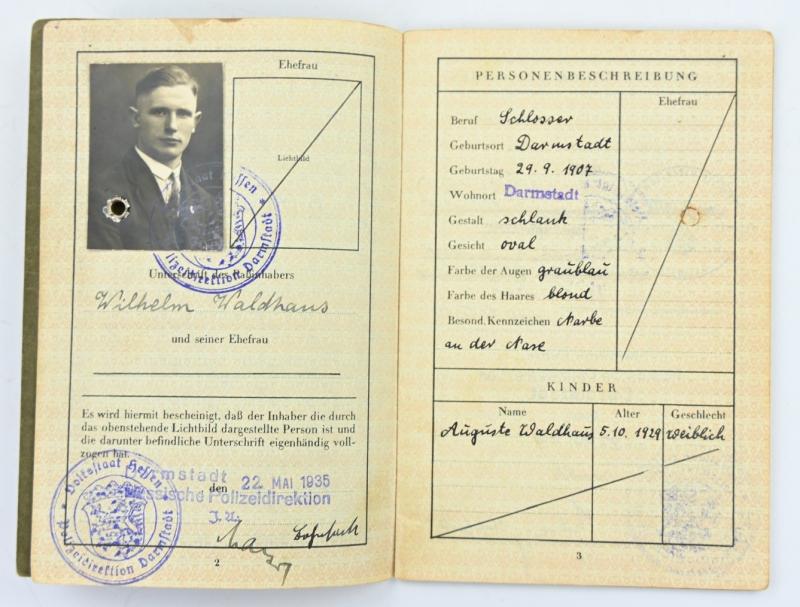 Ehefrau
Lichtbild
Unterschrift des Paßinhabers
Wilhelm Waldhaus
und seiner Ehefrau
Es wird hiermit bescheinigt, daß der Inhaber die durch
das obenstehende Lichtbild dargestellte Person ist und
die darunter befindliche Unterschrift eigenhändig voll-
zogen hat.
Darmstadt den 22. MAI 1935
Hessische Polizeidirektion
Volksstaat Hessen
Polizeidirektion Darmstadt
2
PERSONENBESCHREIBUNG
Ehefrau
Beruf Schlosser
Geburtsort Darmstadt
Geburtstag 29. 9. 1907
Wohnort Darmstadt
Gestalt schlank
Gesicht oval
Farbe der Augen graublau
Farbe des Haares blond
Besond. Kennzeichen Narbe
an der Nase
KINDER
Name Alter Geschlecht
Auguste Waldhaus 5.10.1929 weiblich
3